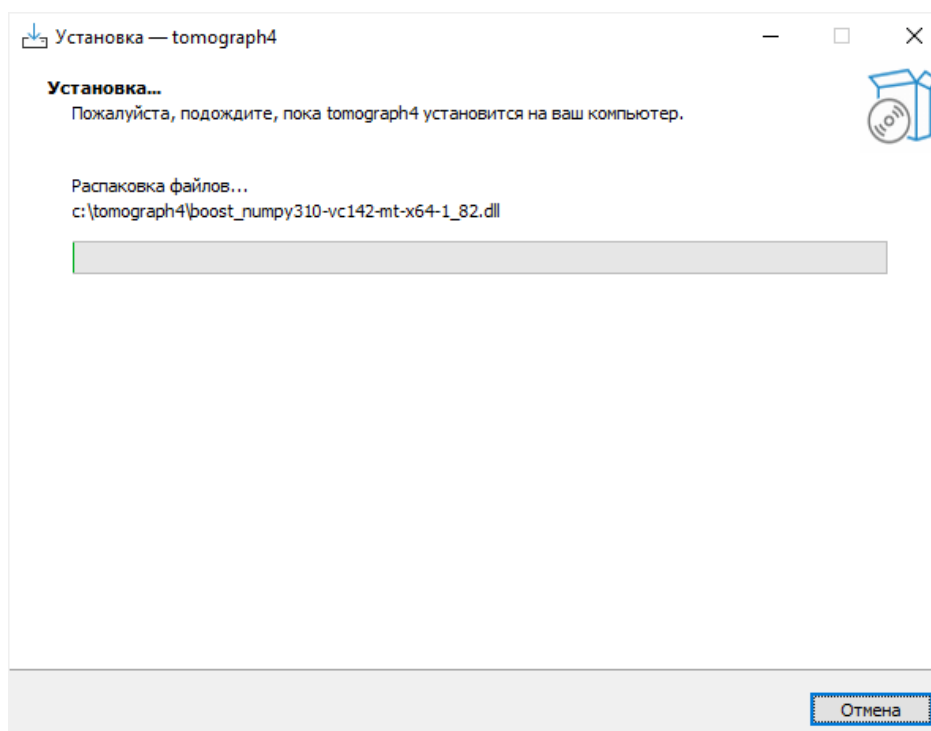 Установка — tomograph4
Установка...
Пожалуйста, подождите, пока tomograph4 установится на ваш компьютер.
Распаковка файлов...
c:\tomograph4\boost_numpy310-vc142-mt-x64-1_82.dll
Отмена